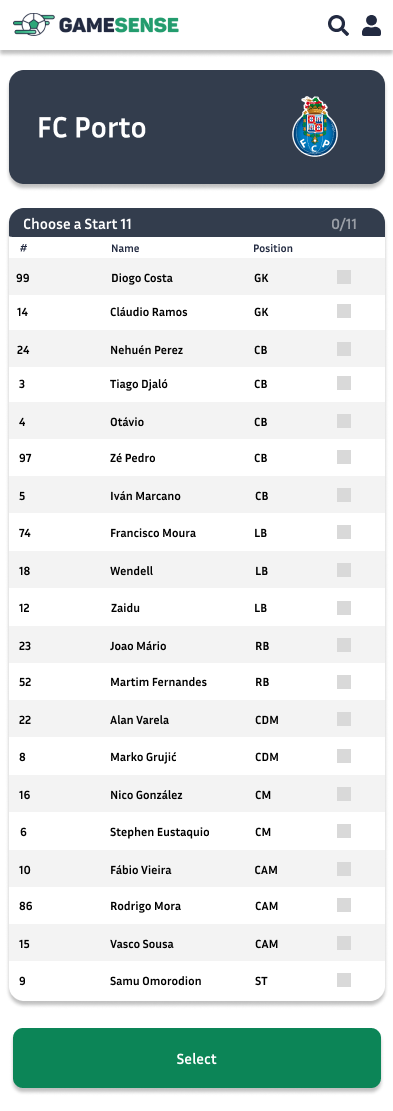 GAMESENSE
FC Porto
FCP
Choose a Start 11 0/11
# Name Position
99 Diogo Costa GK
14 Cláudio Ramos GK
24 Nehuén Perez CB
3 Tiago Djaló CB
4 Otávio CB
97 Zé Pedro CB
5 Iván Marcano CB
74 Francisco Moura LB
18 Wendell LB
12 Zaidu LB
23 Joao Mário RB
52 Martim Fernandes RB
22 Alan Varela CDM
8 Marko Grujić CDM
16 Nico González CM
6 Stephen Eustaquio CM
10 Fábio Vieira CAM
86 Rodrigo Mora CAM
15 Vasco Sousa CAM
9 Samu Omorodion ST
Select